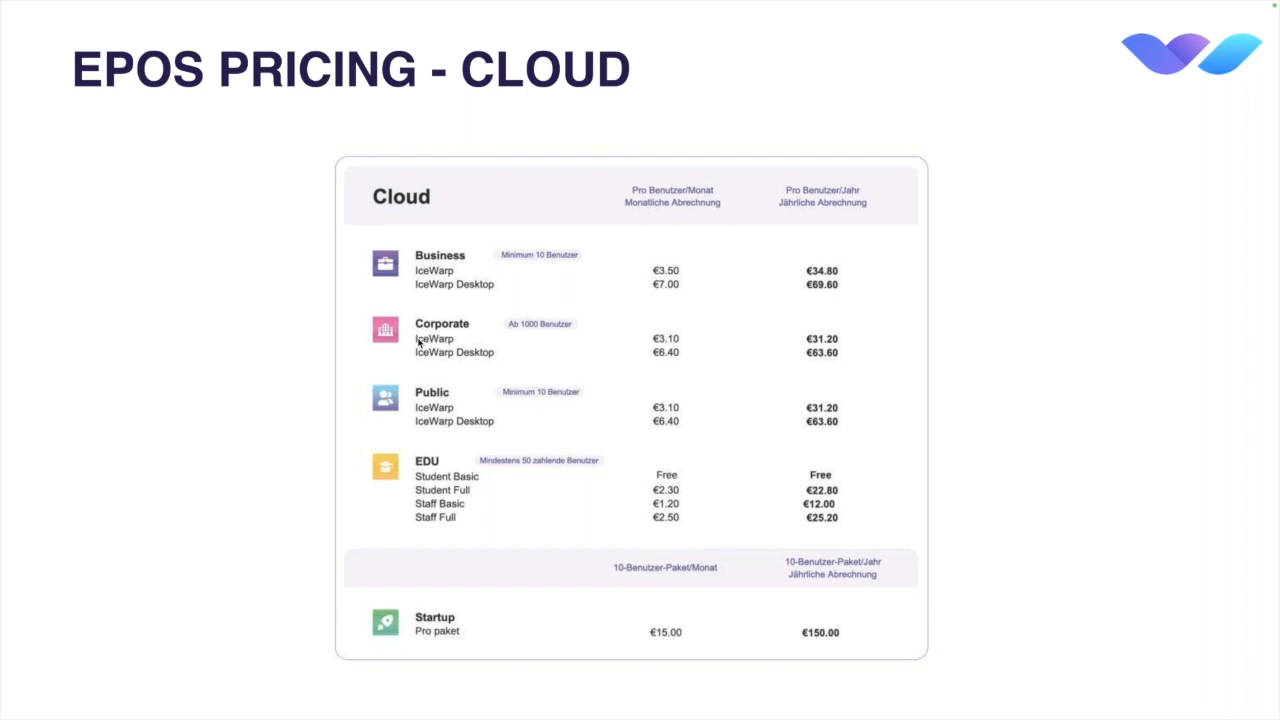 EPOS PRICING - CLOUD
Cloud
Pro Benutzer/Monat
Monatliche Abrechnung
Pro Benutzer/Jahr
Jährliche Abrechnung
Business Minimum 10 Benutzer
IceWarp €3.50 €34.80
IceWarp Desktop €7.00 €69.60
Corporate Ab 1000 Benutzer
IceWarp €3.10 €31.20
IceWarp Desktop €6.40 €63.60
Public Minimum 10 Benutzer
IceWarp €3.10 €31.20
IceWarp Desktop €6.40 €63.60
EDU Mindestens 50 zahlende Benutzer
Student Basic Free Free
Student Full €2.30 €22.80
Staff Basic €1.20 €12.00
Staff Full €2.50 €25.20
10-Benutzer-Paket/Monat
10-Benutzer-Paket/Jahr
Jährliche Abrechnung
Startup
Pro paket €15.00 €150.00